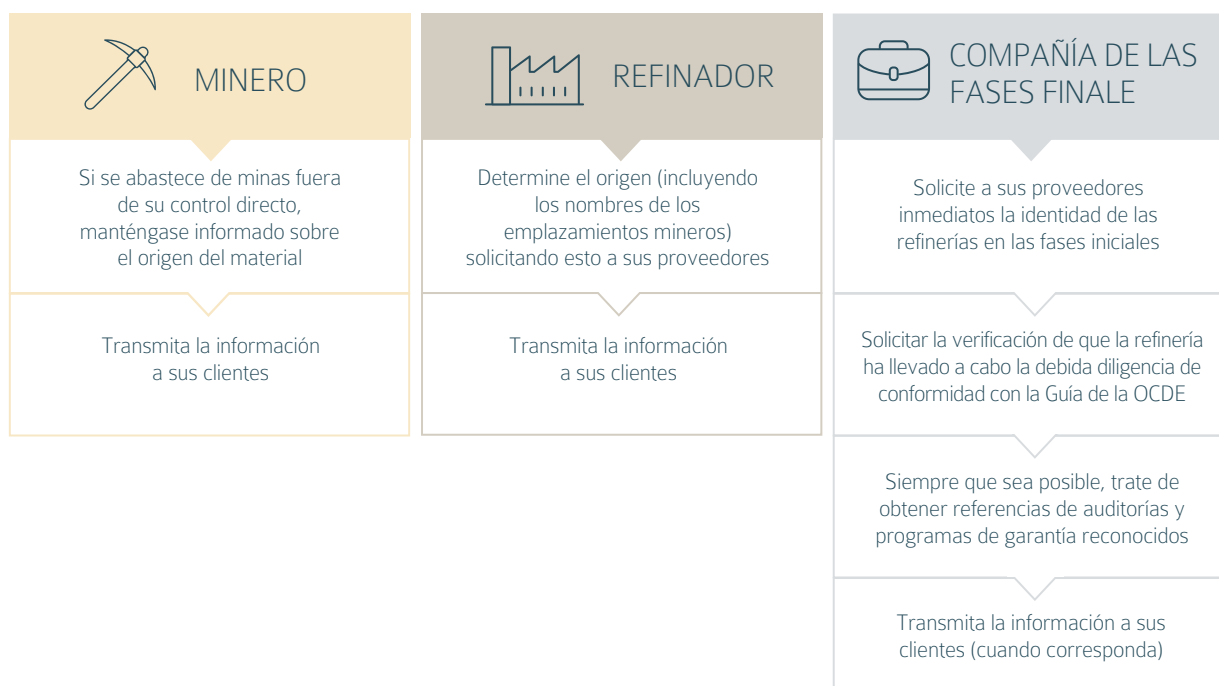 MINERO
Si se abastece de minas fuera
de su control directo,
manténgase informado sobre
el origen del material
Transmita la información
a sus clientes
REFINADOR
Determine el origen (incluyendo
los nombres de los
emplazamientos mineros)
solicitando esto a sus proveedores
Transmita la información
a sus clientes
COMPAÑÍA DE LAS
FASES FINALE
Solicite a sus proveedores
inmediatos la identidad de las
refinerías en las fases iniciales
Solicitar la verificación de que la refinería
ha llevado a cabo la debida diligencia de
conformidad con la Guía de la OCDE
Siempre que sea posible, trate de
obtener referencias de auditorías y
programas de garantía reconocidos
Transmita la información a sus
clientes (cuando corresponda)